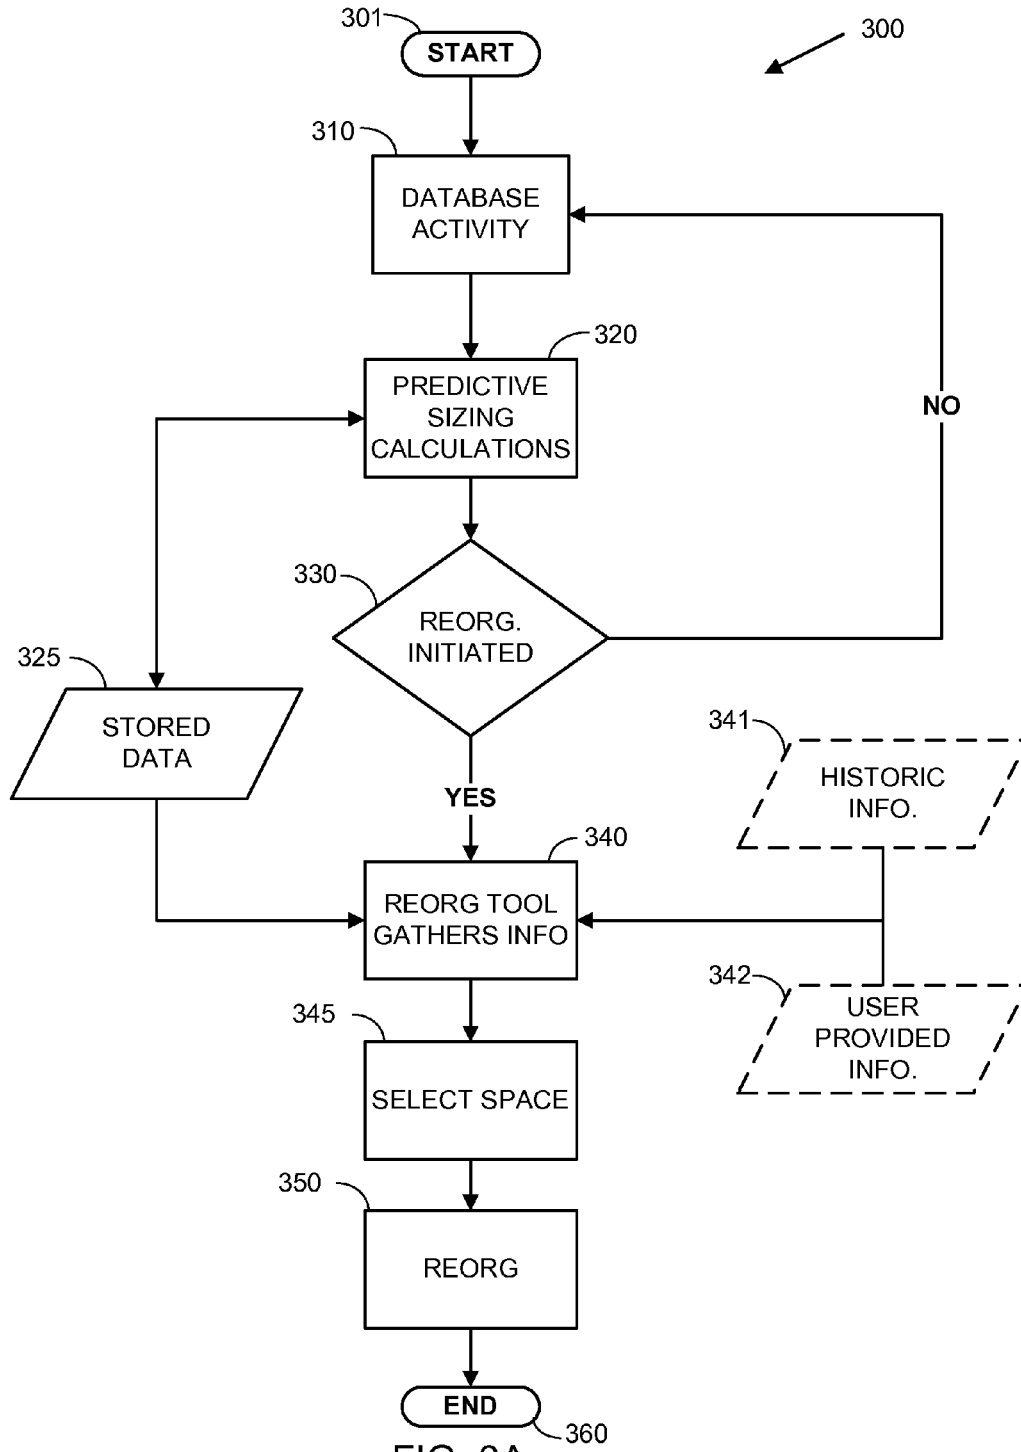 301
START
300
310
DATABASE
ACTIVITY
320
PREDICTIVE
SIZING
CALCULATIONS
NO
330
REORG.
INITIATED
325
STORED
DATA
341
HISTORIC
INFO.
YES
340
REORG TOOL
GATHERS INFO
342
USER
PROVIDED
INFO.
345
SELECT SPACE
350
REORG
END
360